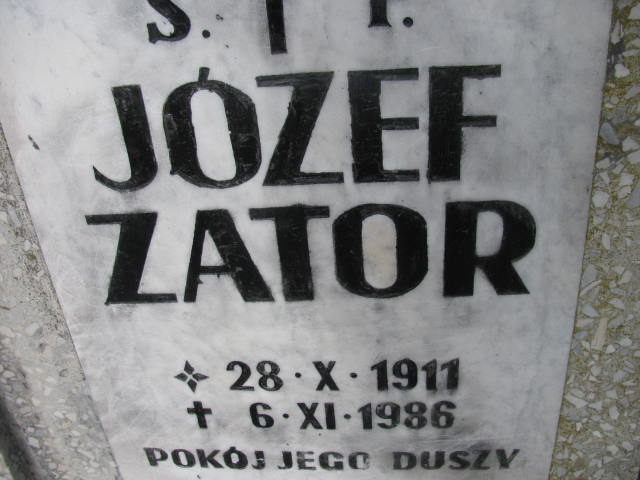 Ś. † P.
JÓZEF
ZATOR
28·X·1911
† 6·XI·1986
POKÓJ JEGO DUSZY